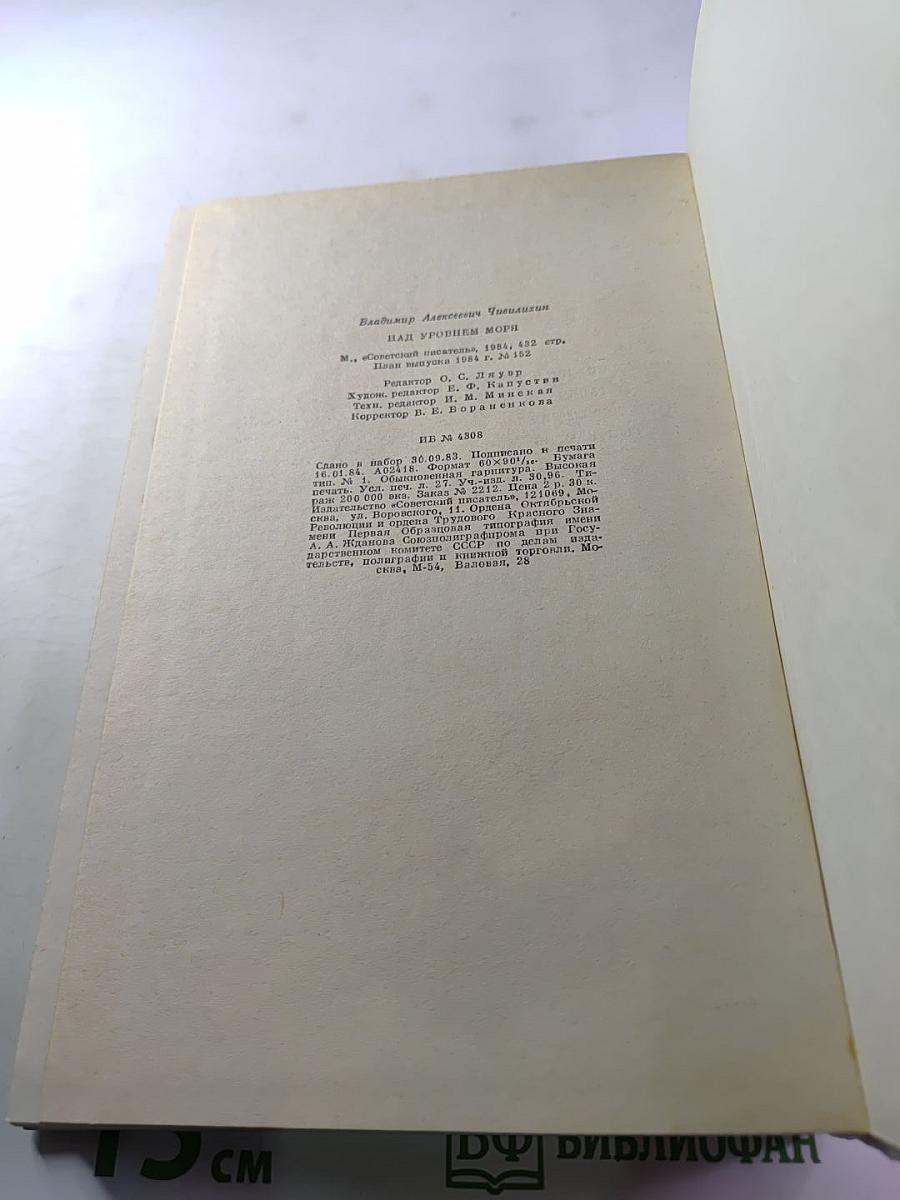 Владимир Алексеевич Чивилихин
НАД УРОВНЕМ МОРЯ
М., «Советский писатель», 1984, 432 стр.
План выпуска 1984 г. № 152
Редактор О. С. Ляуэр
Худож. редактор Е. Ф. Капустин
Техн. редактор И. М. Минская
Корректор В. Е. Бораненкова
ИБ № 4308
Сдано в набор 30.09.83. Подписано к печати
16.01.84. А02418. Формат 60×90¹/₁₆. Бумага
тип. № 1. Обыкновенная гарнитура. Высокая
печать. Усл. печ. л. 27. Уч.-изд. л. 30,96. Ти-
раж 200 000 экз. Заказ № 2212. Цена 2 р. 30 к.
Издательство «Советский писатель», 121069, Мо-
сква, ул. Воровского, 11. Ордена Октябрьской
Революции и ордена Трудового Красного Зна-
мени Первая Образцовая типография имени
А. А. Жданова Союзполиграфпрома при Госу-
дарственном комитете СССР по делам изда-
тельств, полиграфии и книжной торговли. Мо-
сква, М-54, Валовая, 28
15 см
БФ БИБЛИОФАН